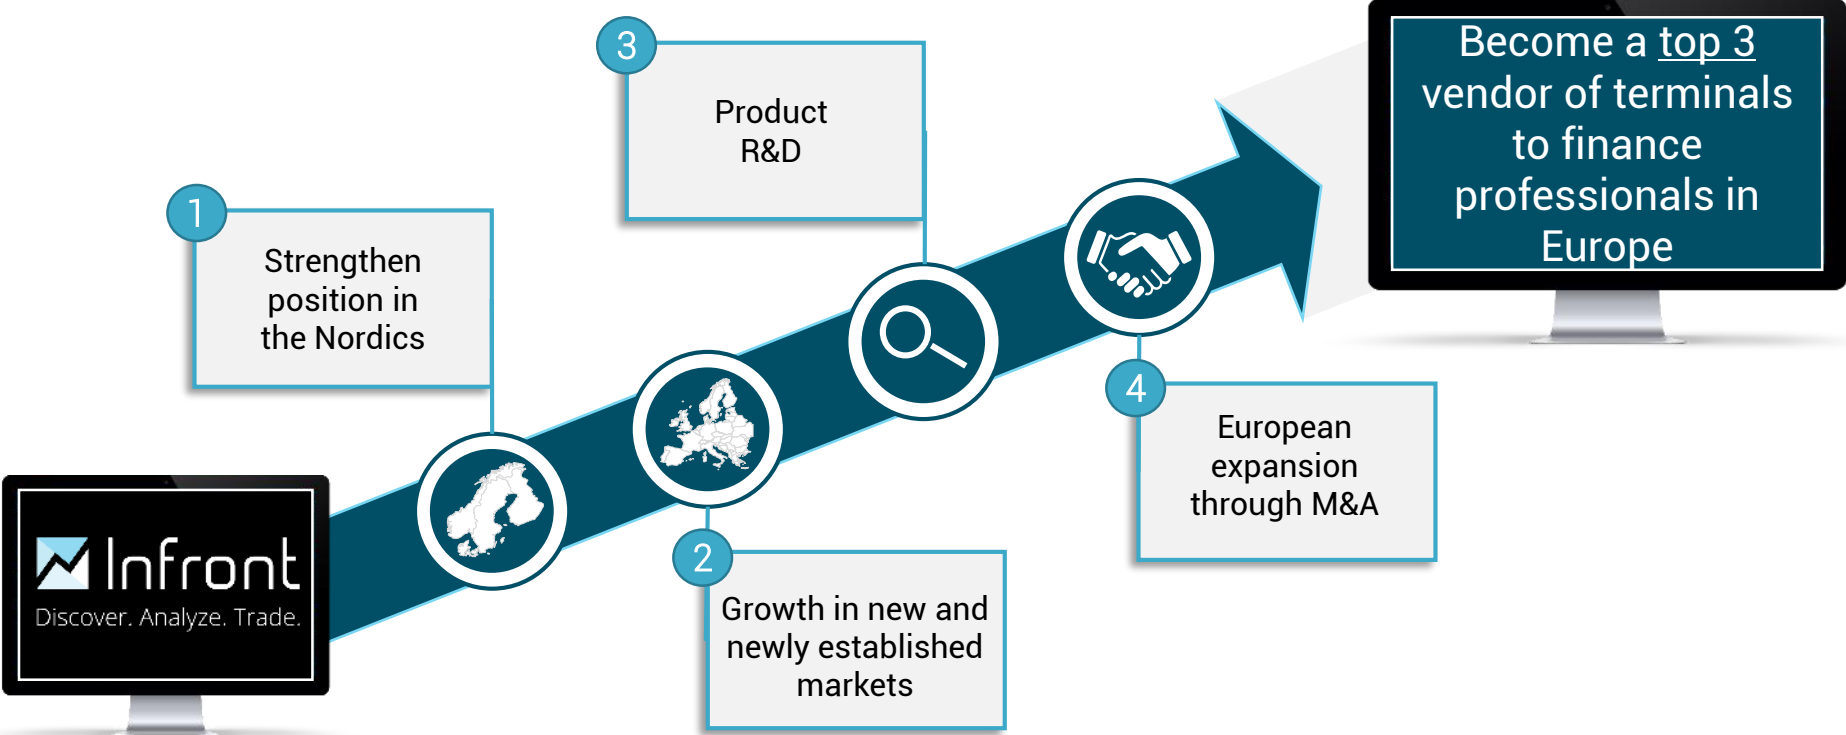 1
Strengthen
position in
the Nordics
2
Growth in new and
newly established
markets
3
Product
R&D
4
European
expansion
through M&A
Become a top 3
vendor of terminals
to finance
professionals in
Europe
Infront
Discover. Analyze. Trade.